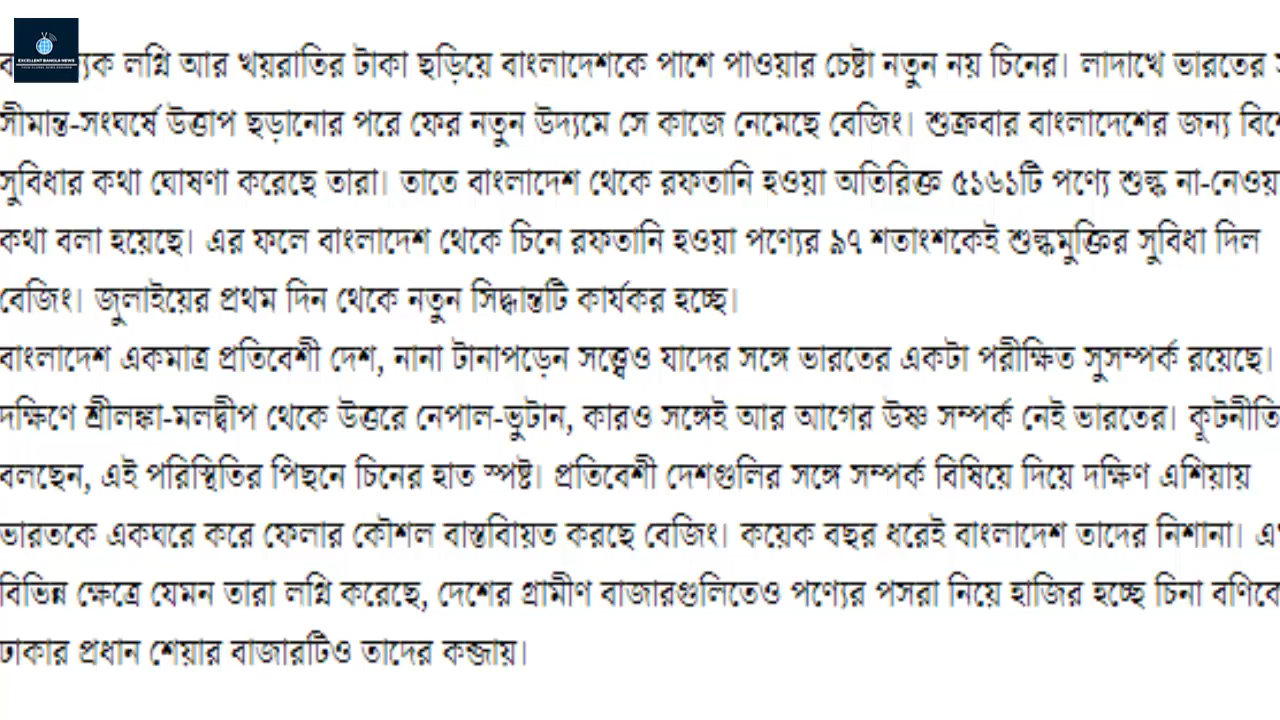 EXCELLENT BANGLA NEWS
লগ্নি আর খয়রাতির টাকা ছড়িয়ে বাংলাদেশকে পাশে পাওয়ার চেষ্টা নতুন নয় চিনের। লাদাখে ভারতের
সীমান্ত-সংঘর্ষে উত্তাপ ছড়ানোর পরে ফের নতুন উদ্যমে সে কাজে নেমেছে বেজিং। শুক্রবার বাংলাদেশের জন্য
সুবিধার কথা ঘোষণা করেছে তারা। তাতে বাংলাদেশ থেকে রফতানি হওয়া অতিরিক্ত ৫১৬১টি পণ্যে শুল্ক না-নেওয়
কথা বলা হয়েছে। এর ফলে বাংলাদেশ থেকে চিনে রফতানি হওয়া পণ্যের ৯৭ শতাংশকেই শুল্কমুক্তির সুবিধা দিল
বেজিং। জুলাইয়ের প্রথম দিন থেকে নতুন সিদ্ধান্তটি কার্যকর হচ্ছে।
বাংলাদেশ একমাত্র প্রতিবেশী দেশ, নানা টানাপড়েন সত্ত্বেও যাদের সঙ্গে ভারতের একটা পরীক্ষিত সুসম্পর্ক রয়েছে।
দক্ষিণে শ্রীলঙ্কা-মলদ্বীপ থেকে উত্তরে নেপাল-ভুটান, কারও সঙ্গেই আর আগের উষ্ণ সম্পর্ক নেই ভারতের। কূটনীতি
বলছেন, এই পরিস্থিতির পিছনে চিনের হাত স্পষ্ট। প্রতিবেশী দেশগুলির সঙ্গে সম্পর্ক বিষিয়ে দিয়ে দক্ষিণ এশিয়ায়
ভারতকে একঘরে করে ফেলার কৌশল বাস্তবািয়ত করছে বেজিং। কয়েক বছর ধরেই বাংলাদেশ তাদের নিশানা।
বিভিন্ন ক্ষেত্রে যেমন তারা লগ্নি করেছে, দেশের গ্রামীণ বাজারগুলিতেও পণ্যের পসরা নিয়ে হাজির হচ্ছে চিনা
ঢাকার প্রধান শেয়ার বাজারটিও তাদের কব্জায়।